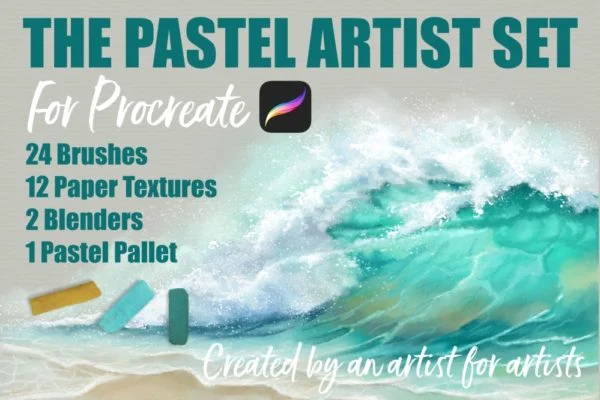 THE PASTEL ARTIST SET
For Procreate
24 Brushes
12 Paper Textures
2 Blenders
1 Pastel Pallet
Created by an artist for artists